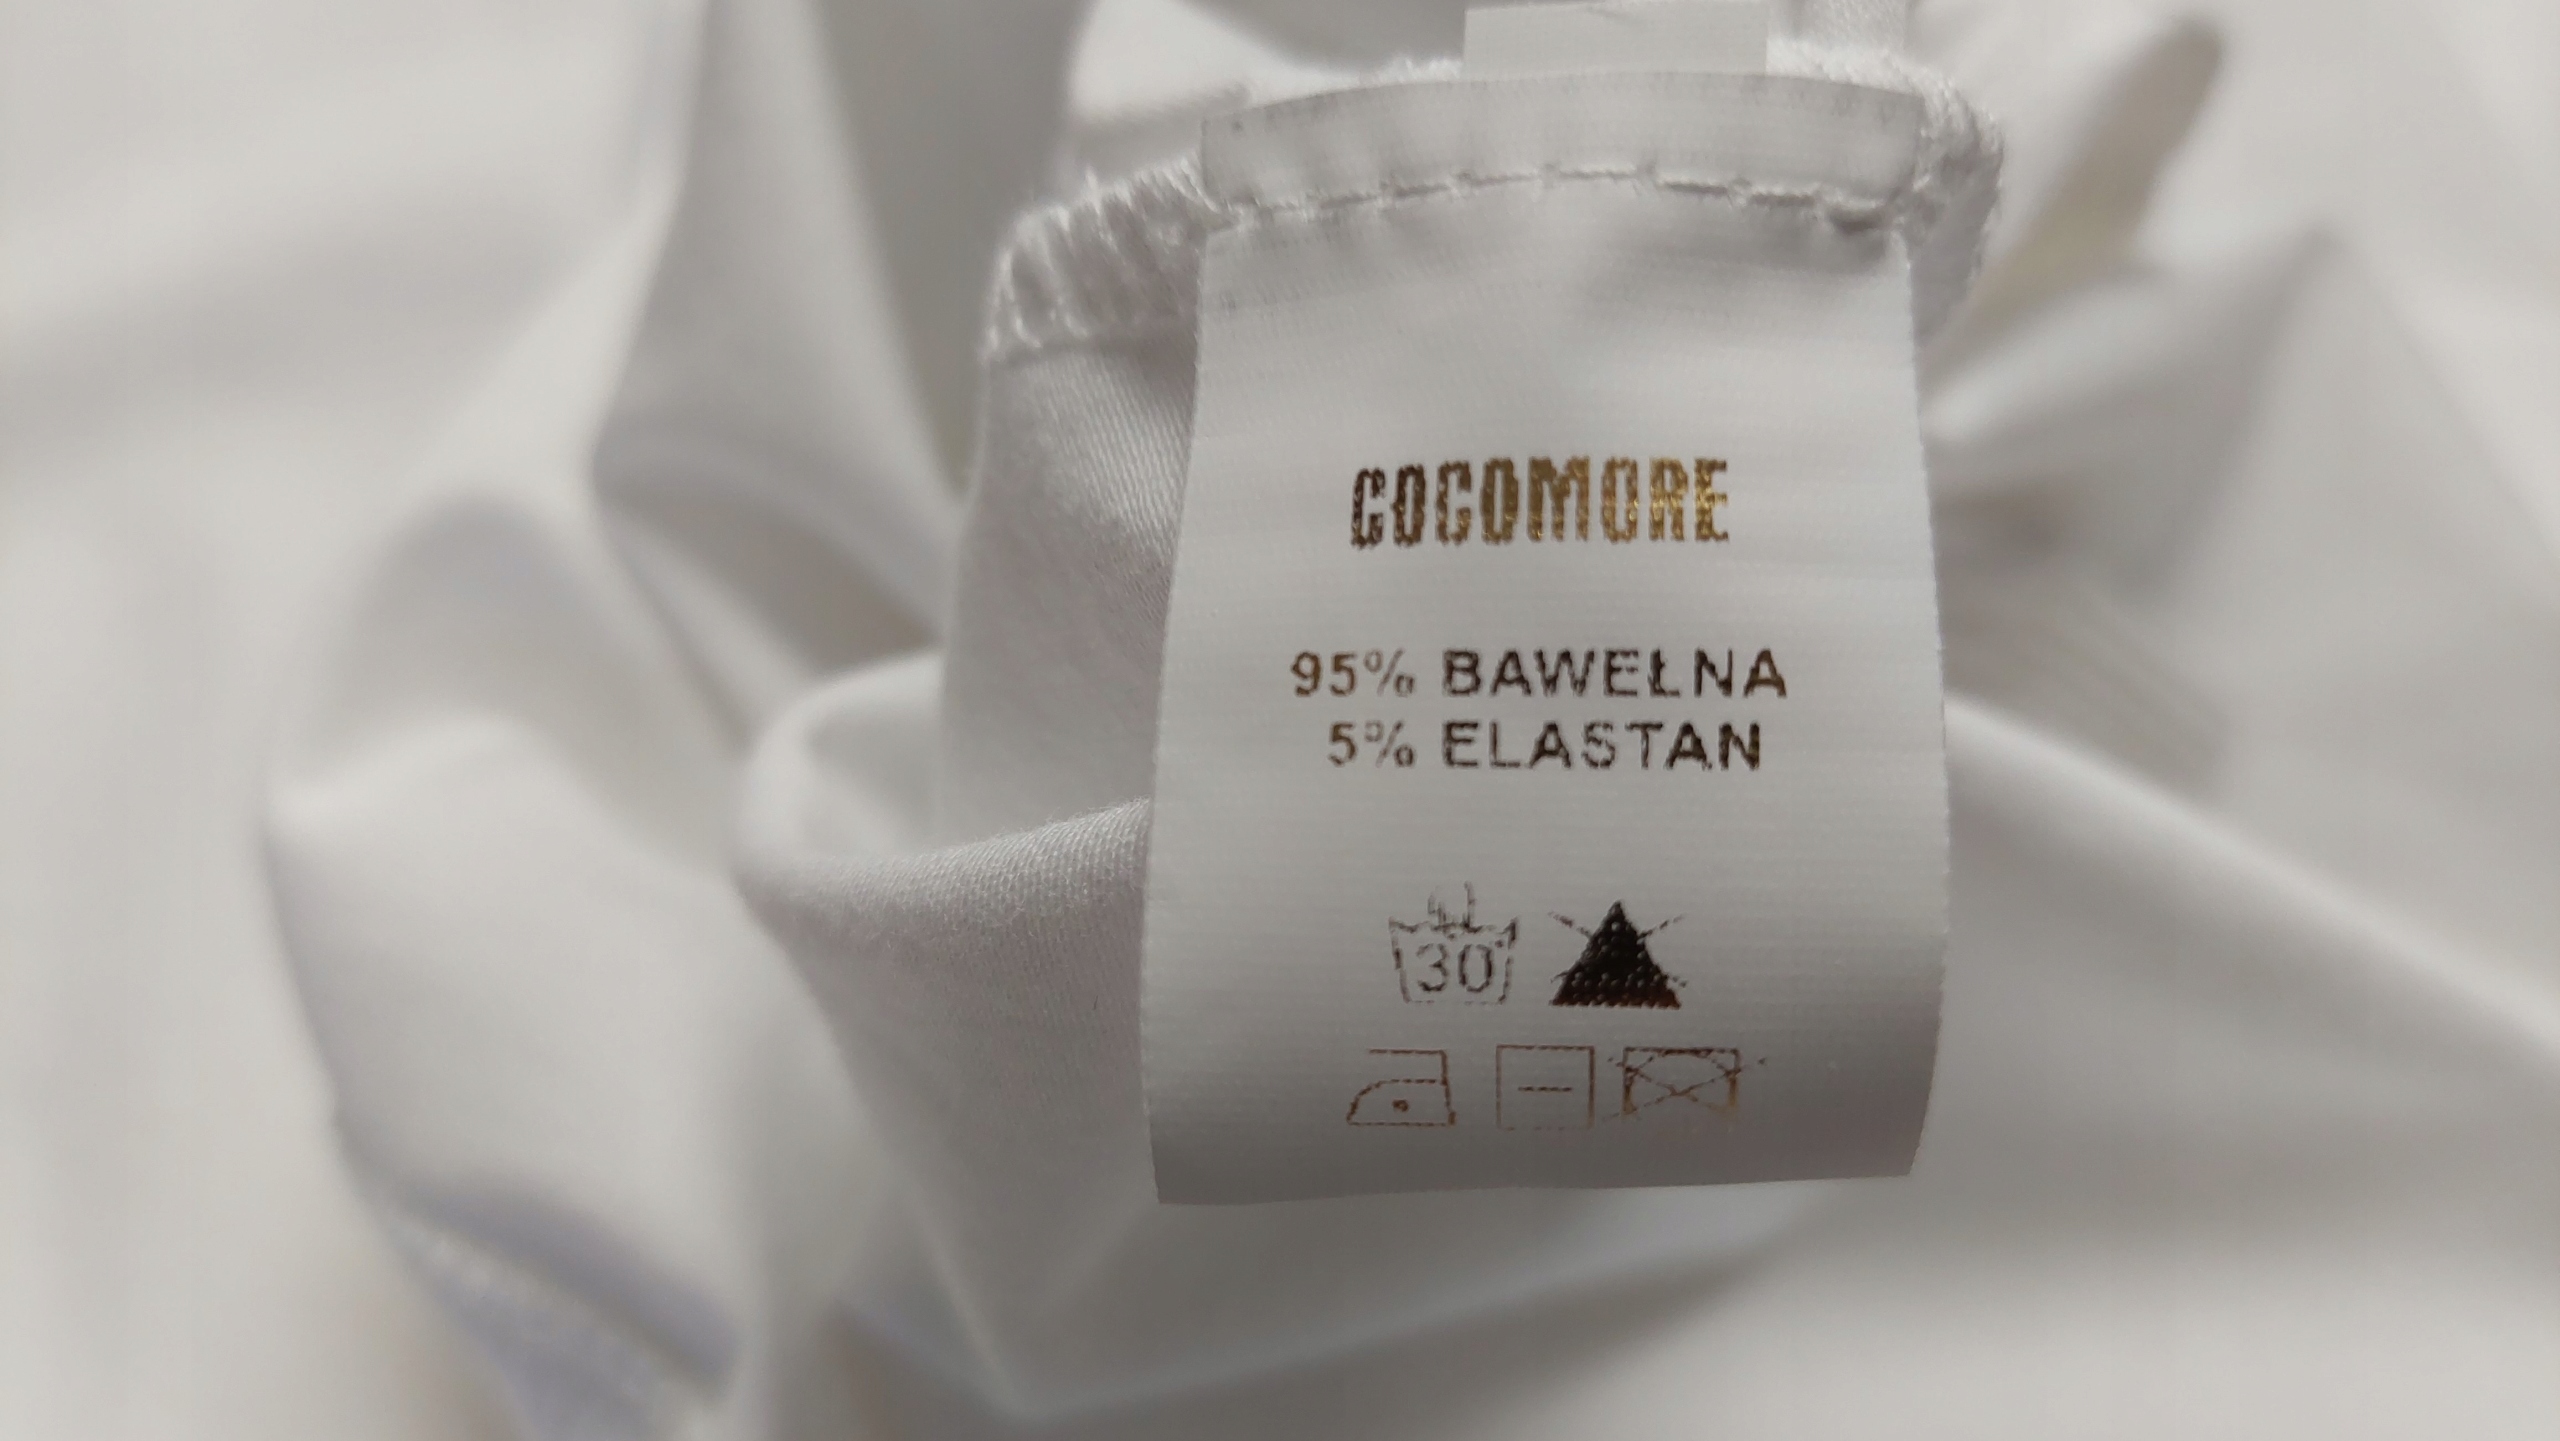 COCOMORE
95% BAWEŁNA
5% ELASTAN
30